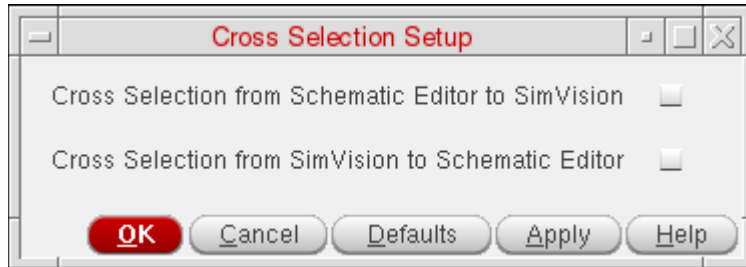 Cross Selection Setup
Cross Selection from Schematic Editor to SimVision
Cross Selection from SimVision to Schematic Editor
OK Cancel Defaults Apply Help